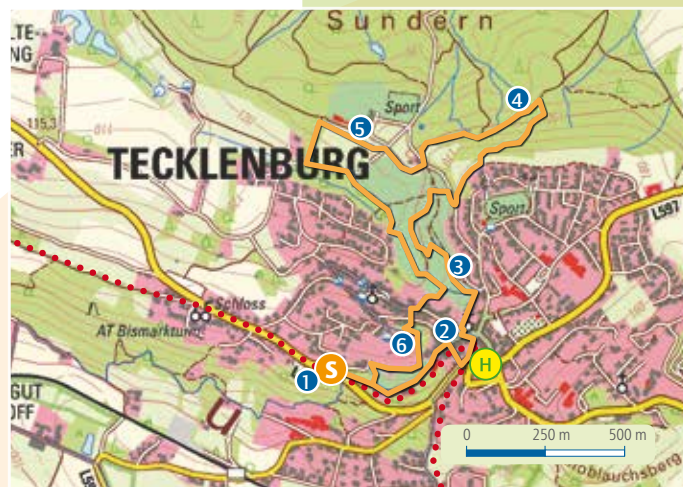 Sundern
115,3
110
Sport
4
5
TECKLENBURG
Sport
L597
3
Schloss
AT Bismarckturm
2
6
S
1
H
U
0 250 m 500 m